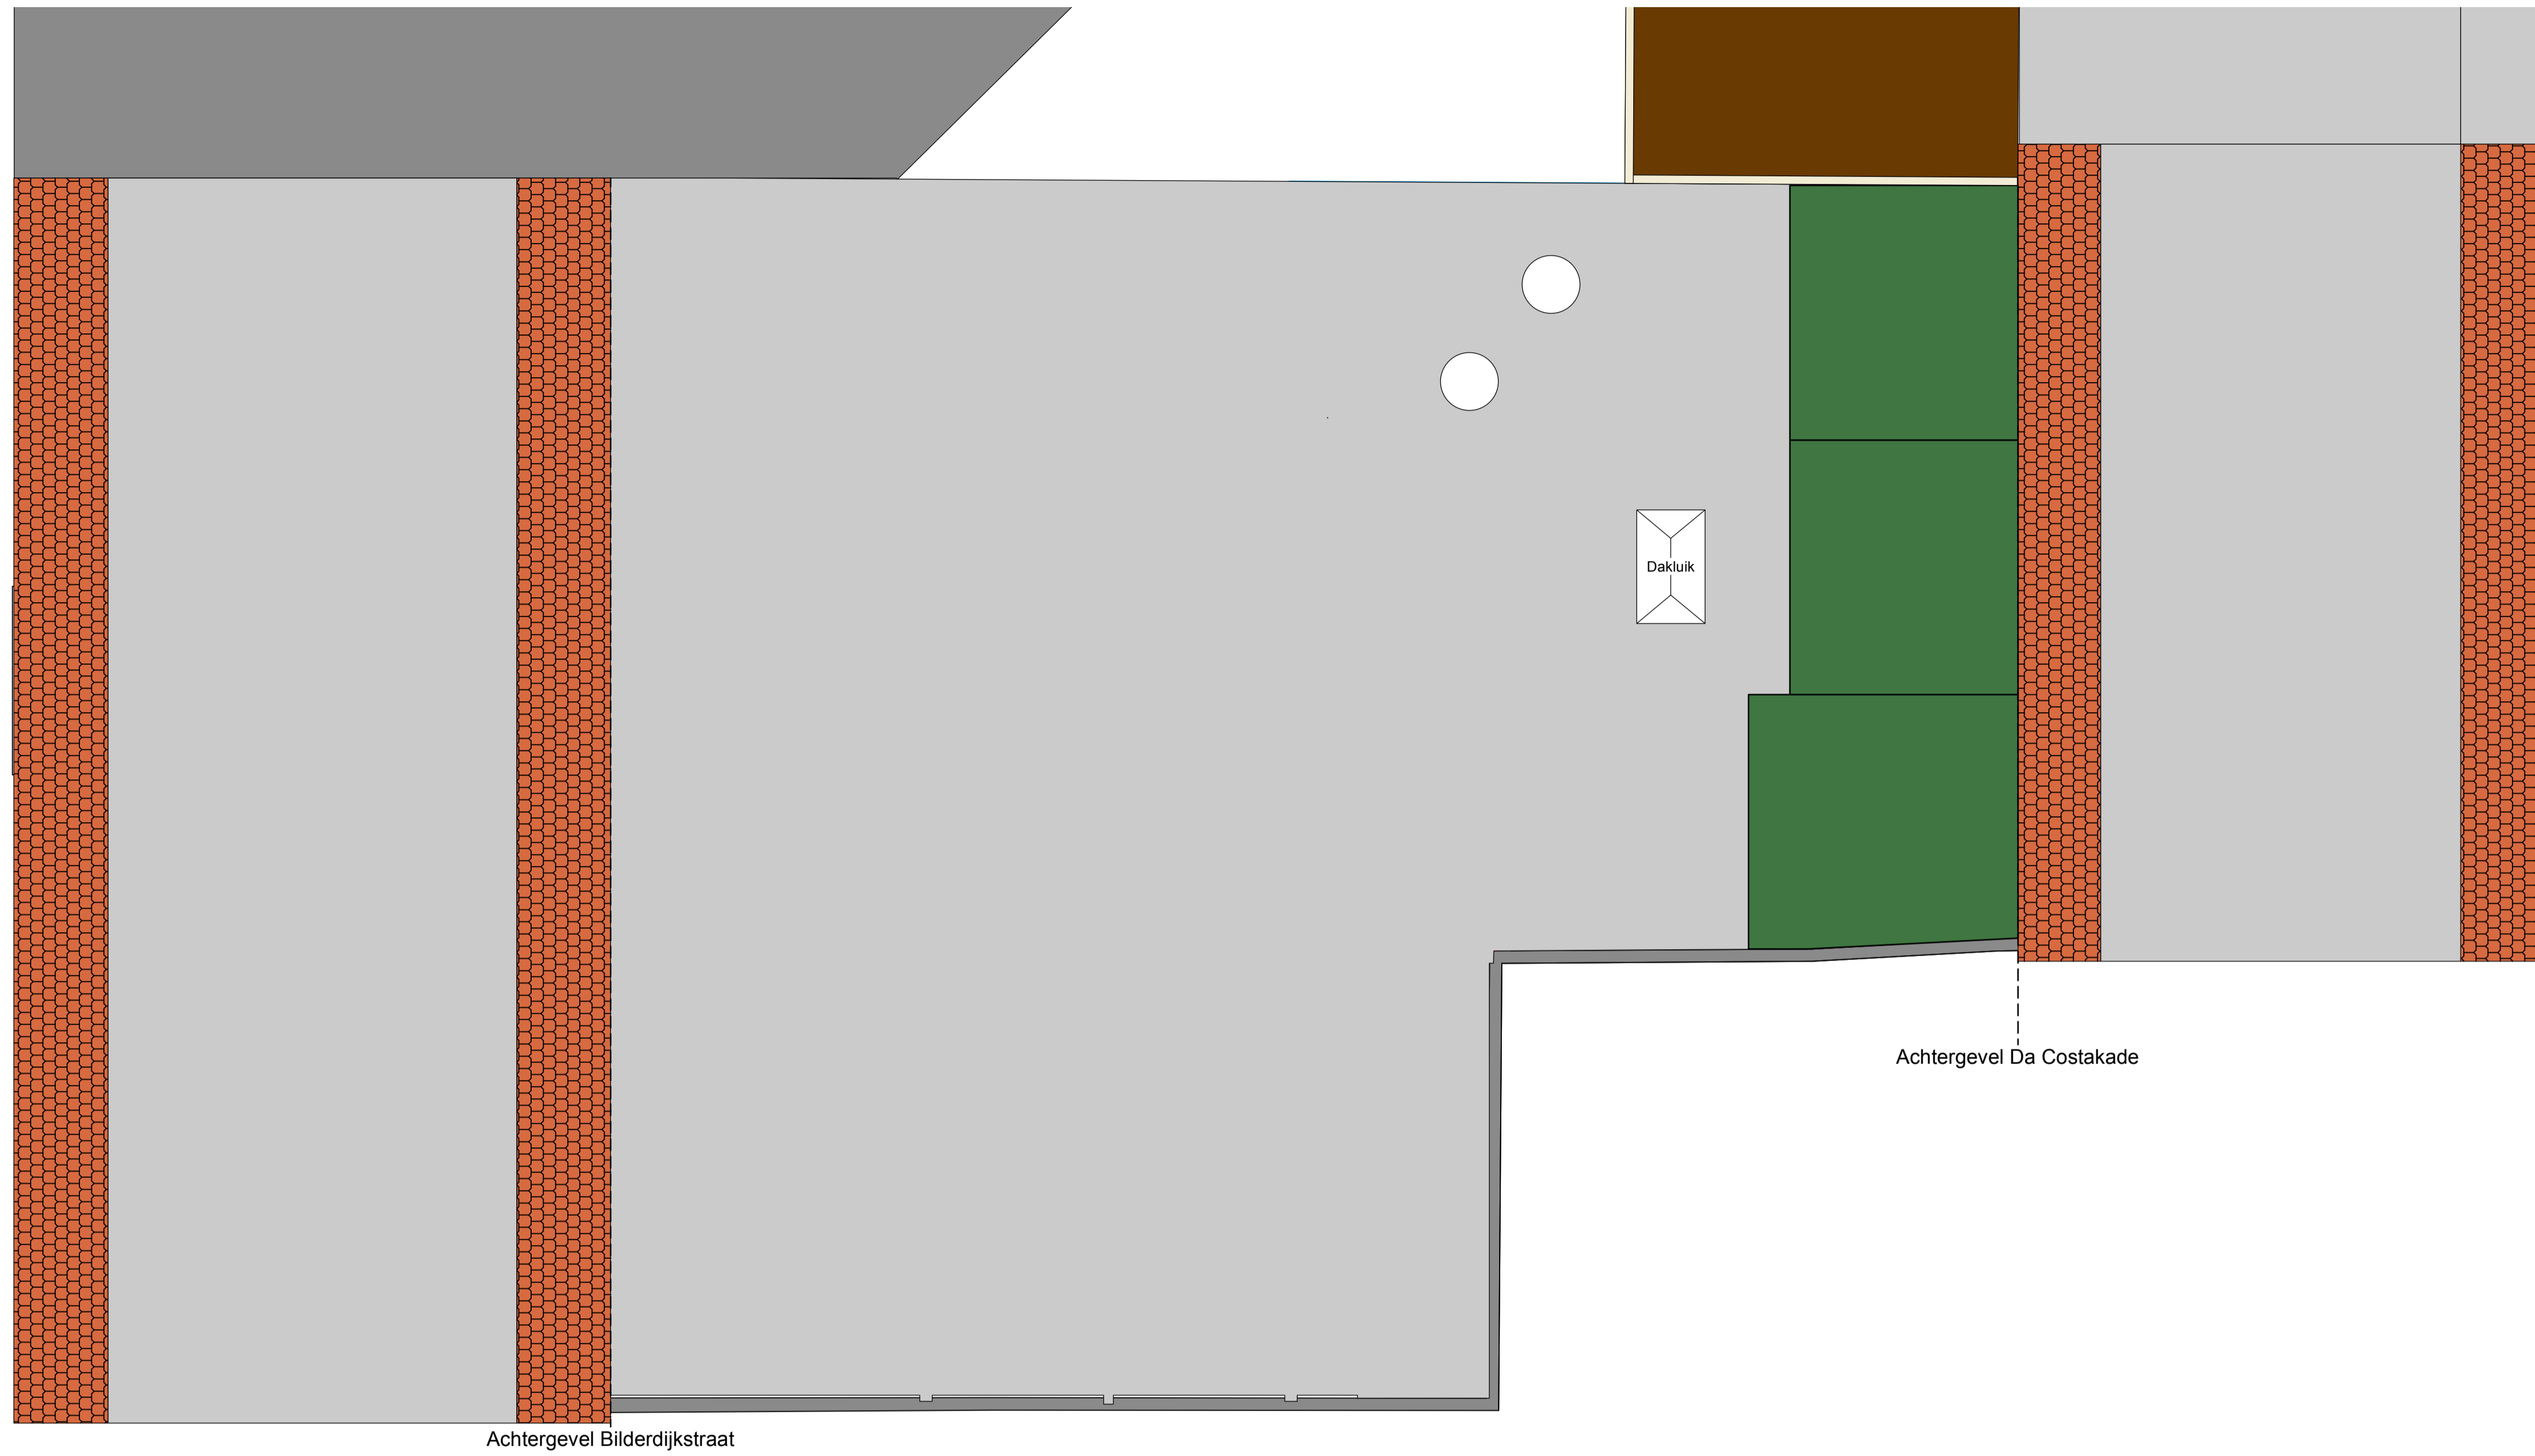 Dakluik
Achtergevel Da Costakade
Achtergevel Bilderdijkstraat